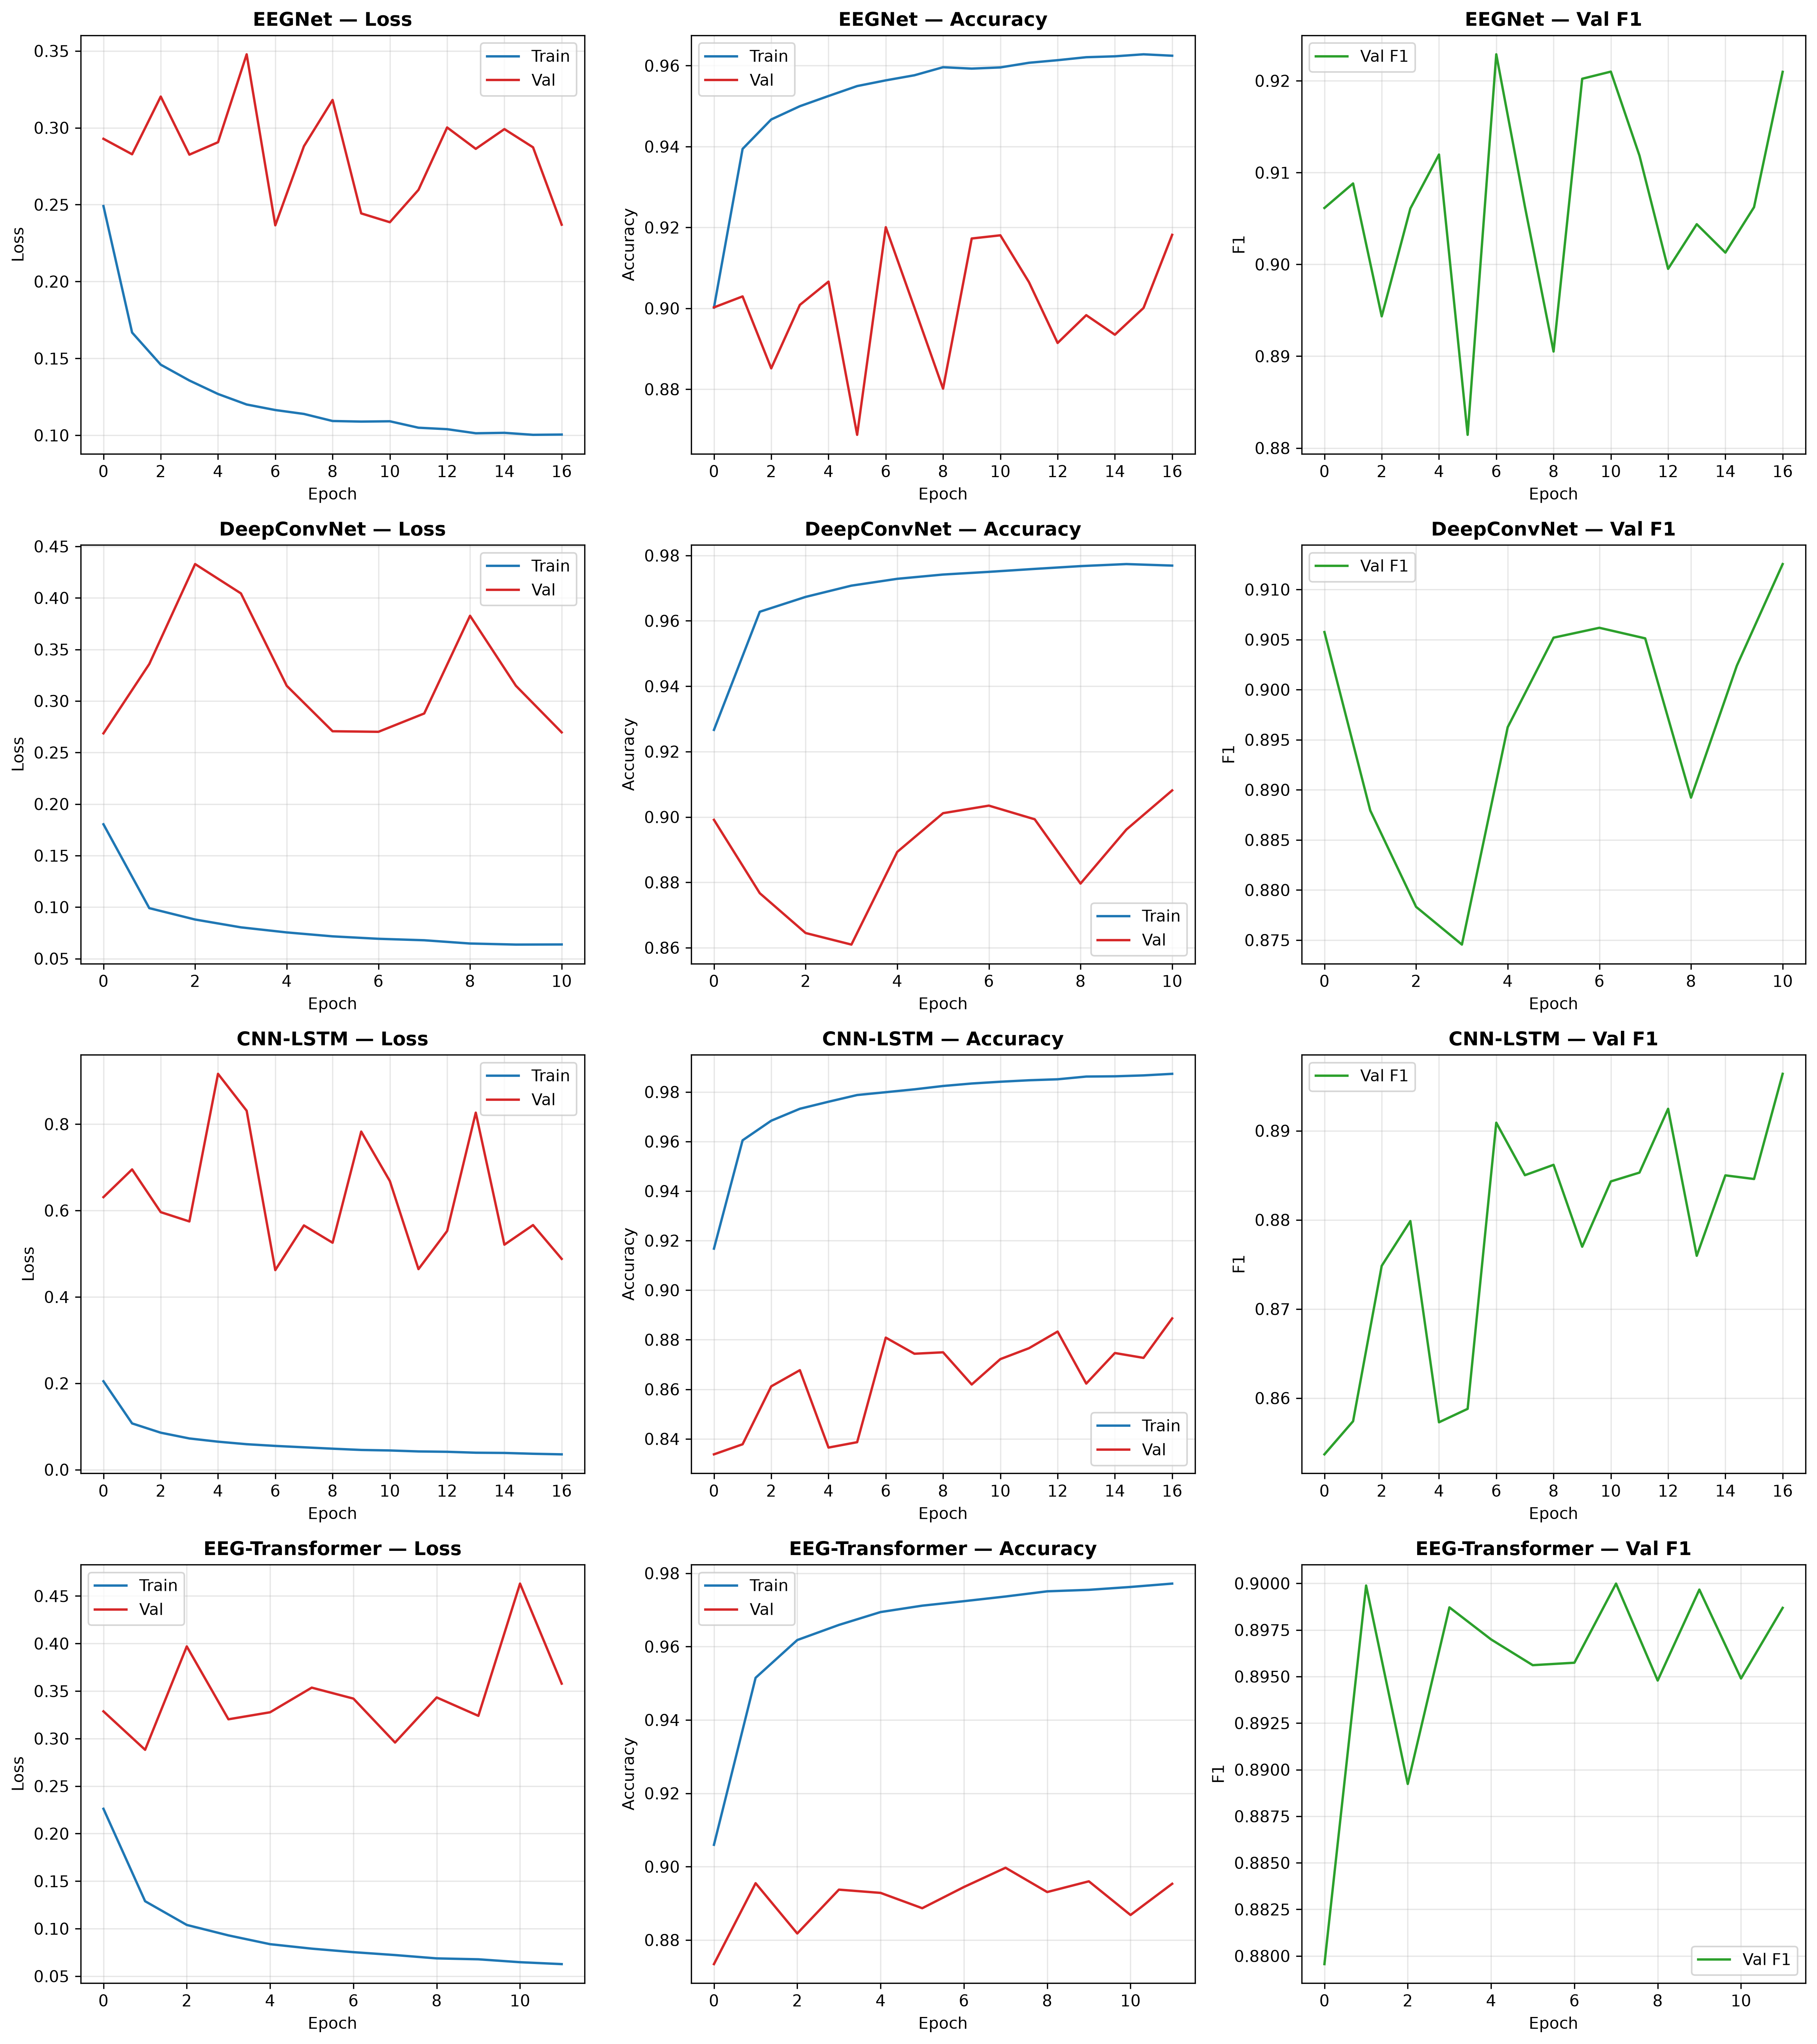 EEGNet — Loss
Loss
0.35
0.30
0.25
0.20
0.15
0.10
0 2 4 6 8 10 12 14 16
Epoch
Train
Val
EEGNet — Accuracy
Accuracy
0.96
0.94
0.92
0.90
0.88
0 2 4 6 8 10 12 14 16
Epoch
Train
Val
EEGNet — Val F1
F1
0.92
0.91
0.90
0.89
0.88
0 2 4 6 8 10 12 14 16
Epoch
Val F1
DeepConvNet — Loss
Loss
0.45
0.40
0.35
0.30
0.25
0.20
0.15
0.10
0.05
0 2 4 6 8 10
Epoch
Train
Val
DeepConvNet — Accuracy
Accuracy
0.98
0.96
0.94
0.92
0.90
0.88
0.86
0 2 4 6 8 10
Epoch
Train
Val
DeepConvNet — Val F1
F1
0.910
0.905
0.900
0.895
0.890
0.885
0.880
0.875
0 2 4 6 8 10
Epoch
Val F1
CNN-LSTM — Loss
Loss
0.8
0.6
0.4
0.2
0.0
0 2 4 6 8 10 12 14 16
Epoch
Train
Val
CNN-LSTM — Accuracy
Accuracy
0.98
0.96
0.94
0.92
0.90
0.88
0.86
0.84
0 2 4 6 8 10 12 14 16
Epoch
Train
Val
CNN-LSTM — Val F1
F1
0.89
0.88
0.87
0.86
0 2 4 6 8 10 12 14 16
Epoch
Val F1
EEG-Transformer — Loss
Loss
0.45
0.40
0.35
0.30
0.25
0.20
0.15
0.10
0.05
0 2 4 6 8 10
Epoch
Train
Val
EEG-Transformer — Accuracy
Accuracy
0.98
0.96
0.94
0.92
0.90
0.88
0 2 4 6 8 10
Epoch
Train
Val
EEG-Transformer — Val F1
F1
0.9000
0.8975
0.8950
0.8925
0.8900
0.8875
0.8850
0.8825
0.8800
0 2 4 6 8 10
Epoch
Val F1